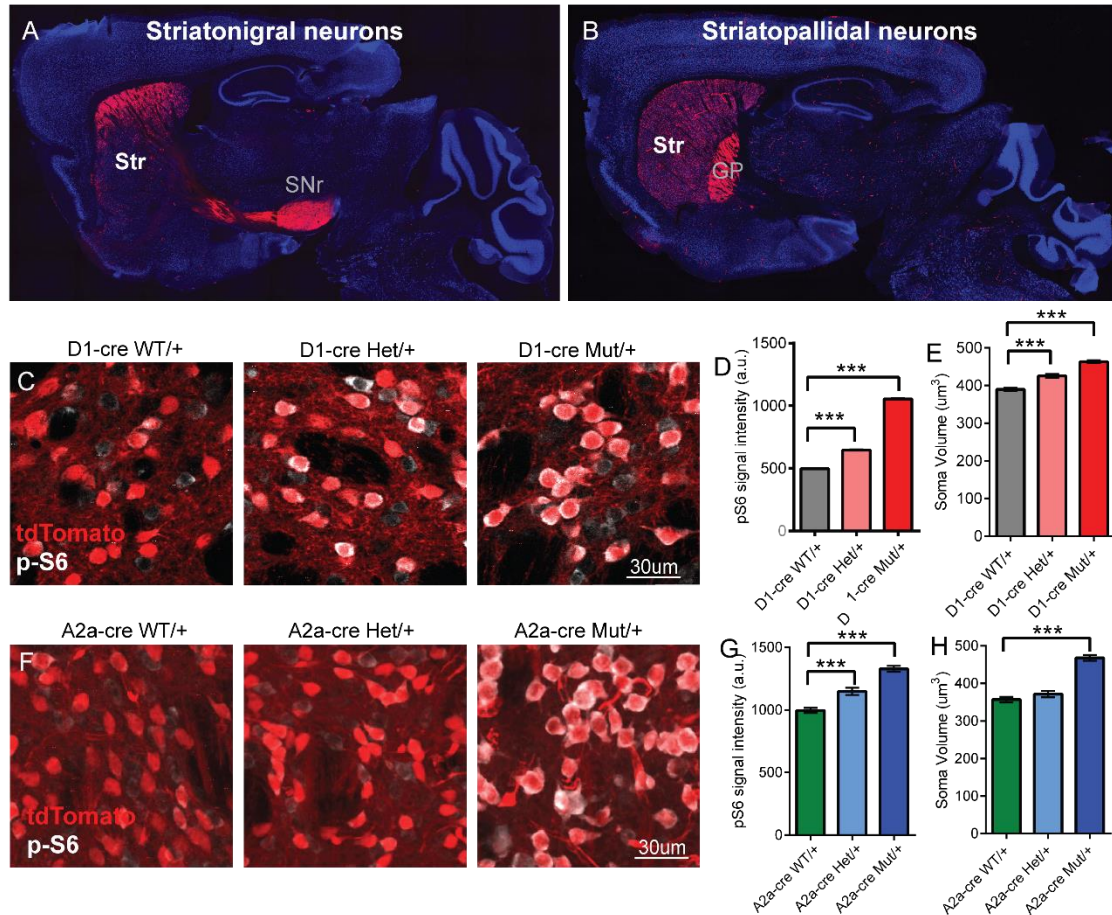 A
Striatonigral neurons
Str
SNr
B
Striatopallidal neurons
Str
GP
D1-cre WT/+
D1-cre Het/+
D1-cre Mut/+
C
tdTomato
p-S6
30um
D
pS6 signal intensity (a.u.)
1500
1000
500
0
***
***
D1-cre WT/+
D1-cre Het/+
1-cre Mut/+
D
E
Soma Volume (um³)
500
400
300
200
100
0
***
***
D1-cre WT/+
D1-cre Het/+
D1-cre Mut/+
A2a-cre WT/+
A2a-cre Het/+
A2a-cre Mut/+
F
tdTomato
p-S6
30um
G
pS6 signal intensity (a.u.)
1500
1000
500
0
***
***
A2a-cre WT/+
A2a-cre Het/+
A2a-cre Mut/+
H
Soma Volume (um³)
500
400
300
200
100
0
***
A2a-cre WT/+
A2a-cre Het/+
A2a-cre Mut/+